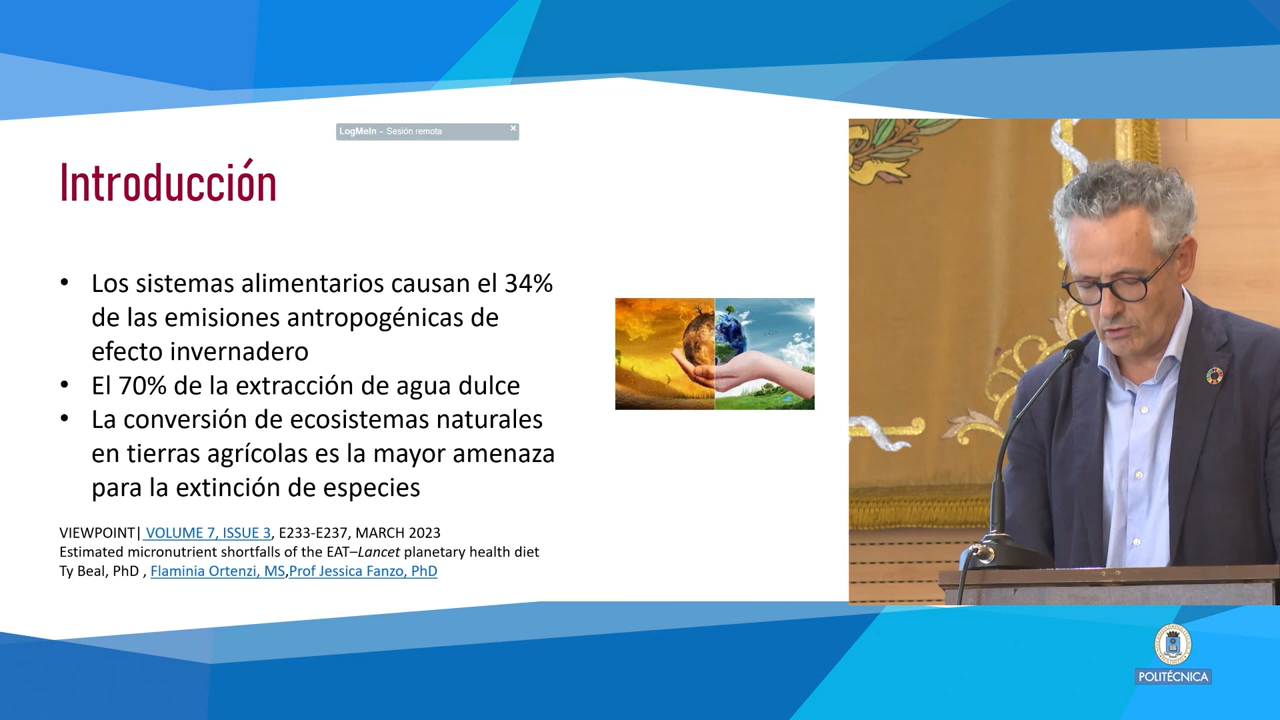 LogMeIn - Sesión remota
Introducción
• Los sistemas alimentarios causan el 34%
de las emisiones antropogénicas de
efecto invernadero
• El 70% de la extracción de agua dulce
• La conversión de ecosistemas naturales
en tierras agrícolas es la mayor amenaza
para la extinción de especies
VIEWPOINT| VOLUME 7, ISSUE 3, E233-E237, MARCH 2023
Estimated micronutrient shortfalls of the EAT–Lancet planetary health diet
Ty Beal, PhD , Flaminia Ortenzi, MS,Prof Jessica Fanzo, PhD
POLITÉCNICA